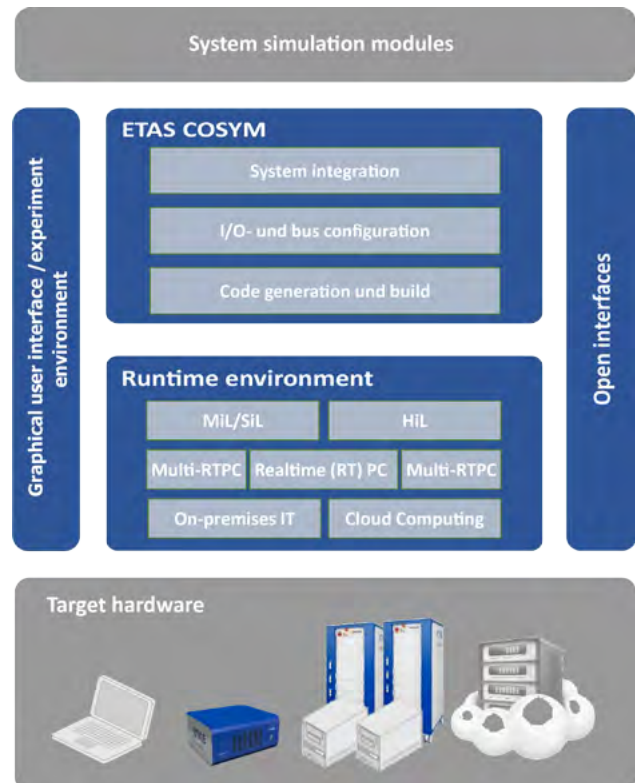 System simulation modules
Graphical user interface /experiment
environment
ETAS COSYM
System integration
I/O- und bus configuration
Code generation und build
Runtime environment
MiL/SiL
HiL
Multi-RTPC
Realtime (RT) PC
Multi-RTPC
On-premises IT
Cloud Computing
Open interfaces
Target hardware